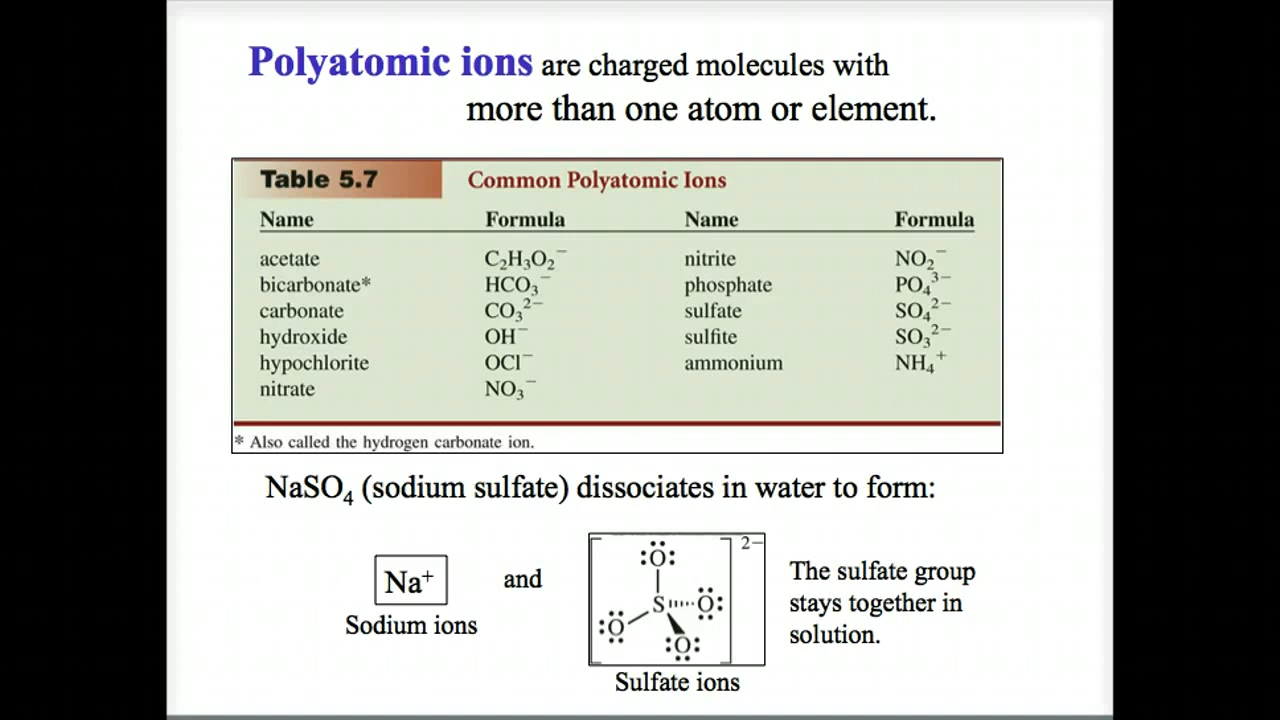 Polyatomic ions are charged molecules with
more than one atom or element.
Table 5.7 Common Polyatomic Ions
Name Formula Name Formula
acetate C₂H₃O₂⁻ nitrite NO₂⁻
bicarbonate* HCO₃⁻ phosphate PO₄³⁻
carbonate CO₃²⁻ sulfate SO₄²⁻
hydroxide OH⁻ sulfite SO₃²⁻
hypochlorite OCl⁻ ammonium NH₄⁺
nitrate NO₃⁻
* Also called the hydrogen carbonate ion.
NaSO₄ (sodium sulfate) dissociates in water to form:
2−
O
Na⁺ and
S O
O
O
Sodium ions
Sulfate ions
The sulfate group
stays together in
solution.